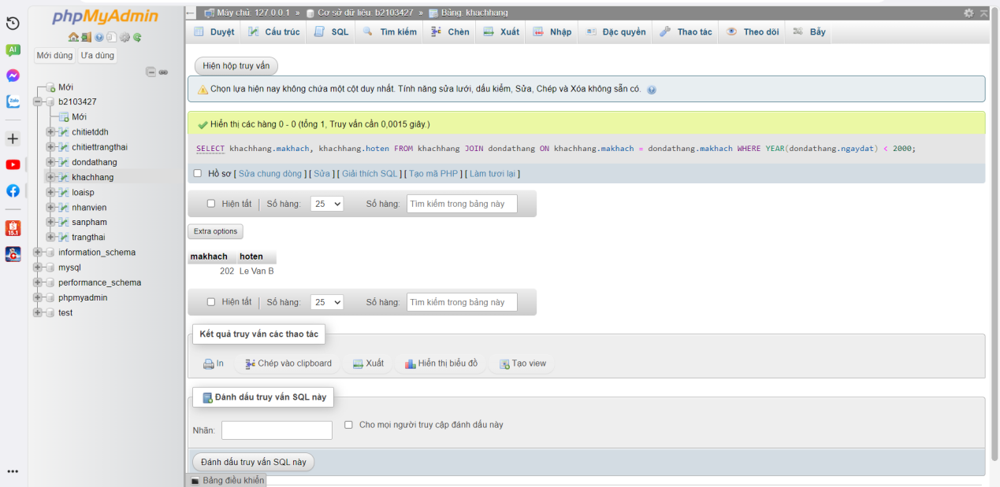 phpMyAdmin
Mới dùng Ưa dùng
Mới
b2103427
Mới
chitietddh
chitiettrangthai
dondathang
khachhang
loaisp
nhanvien
sanpham
trangthai
information_schema
mysql
performance_schema
phpmyadmin
test
AI
Zalo
15.1
Máy chủ: 127.0.0.1 » Cơ sở dữ liệu: b2103427 » Bảng: khachhang
Duyệt Cấu trúc SQL Tìm kiếm Chèn Xuất Nhập Đặc quyền Thao tác Theo dõi Bẫy
Hiện hộp truy vấn
Chọn lựa hiện nay không chứa một cột duy nhất. Tính năng sửa lưới, dấu kiểm, Sửa, Chép và Xóa không sẵn có.
Hiển thị các hàng 0 - 0 (tổng 1, Truy vấn cần 0,0015 giây.)
SELECT khachhang.makhach, khachhang.hoten FROM khachhang JOIN dondathang ON khachhang.makhach = dondathang.makhach WHERE YEAR(dondathang.ngaydat) < 2000;
Hồ sơ [ Sửa chung dòng ] [ Sửa ] [ Giải thích SQL ] [ Tạo mã PHP ] [ Làm tươi lại ]
Hiện tất | Số hàng: 25 Số hàng: Tìm kiếm trong bảng này
Extra options
makhach hoten
202 Le Van B
Hiện tất | Số hàng: 25 Số hàng: Tìm kiếm trong bảng này
Kết quả truy vấn các thao tác
In Chép vào clipboard Xuất Hiển thị biểu đồ Tạo view
Đánh dấu truy vấn SQL này
Nhãn: Cho mọi người truy cập đánh dấu này
Đánh dấu truy vấn SQL này
Bảng điều khiển